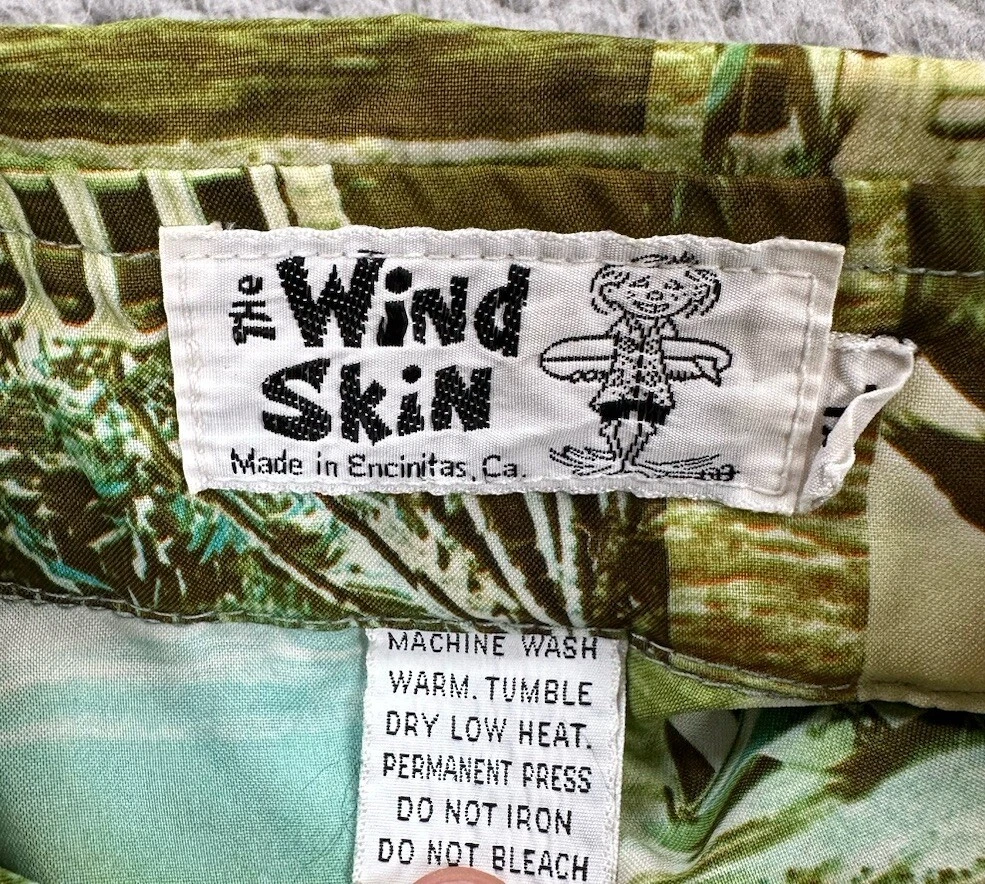 THe
WiNd
SkiN
Made in Encinitas, Ca.
MACHINE WASH
WARM. TUMBLE
DRY LOW HEAT.
PERMANENT PRESS
DO NOT IRON
DO NOT BLEACH